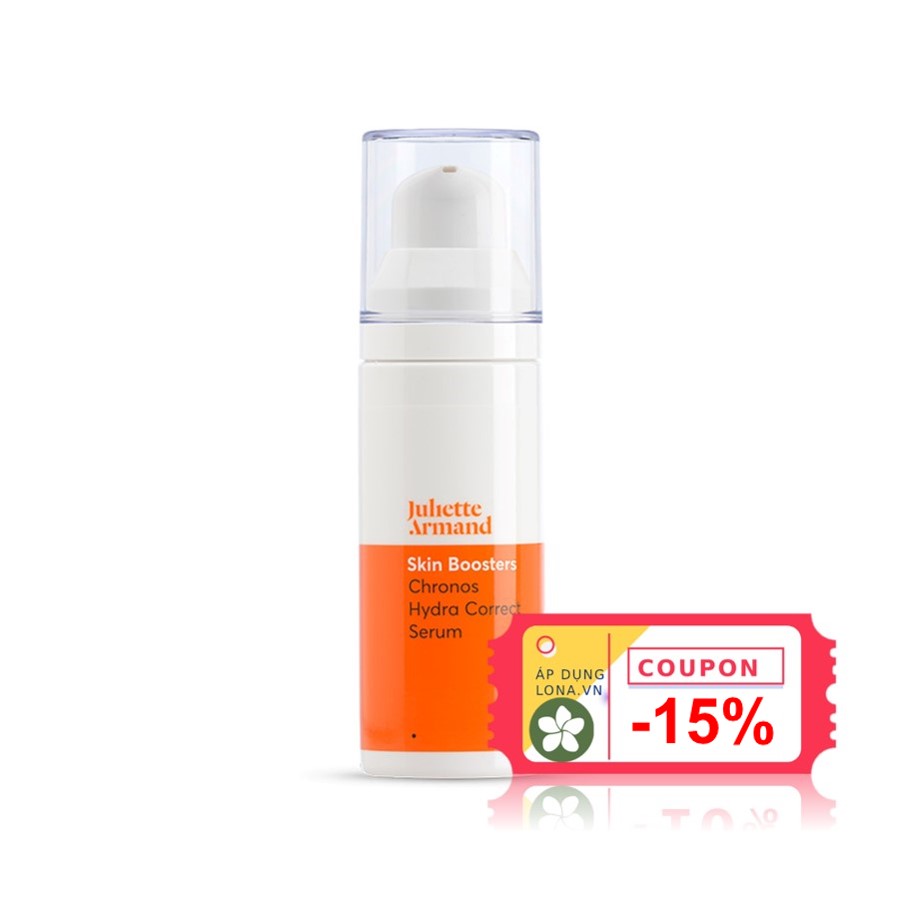 Juliette
Armand
Skin Boosters
Chronos
Hydra Correct
Serum
ÁP DỤNG
LONA.VN
COUPON
-15%